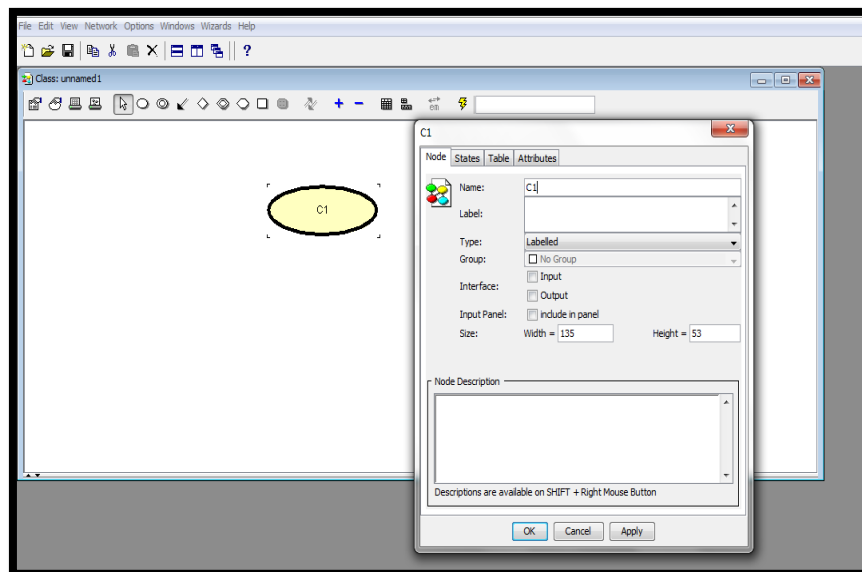 File Edit View Network Options Windows Wizards Help
?
Class: unnamed1
C1
C1
Node States Table Attributes
Name: C1
Label:
Type: Labelled
Group: No Group
Interface: Input
Output
Input Panel: include in panel
Size: Width = 135 Height = 53
Node Description
Descriptions are available on SHIFT + Right Mouse Button
OK Cancel Apply